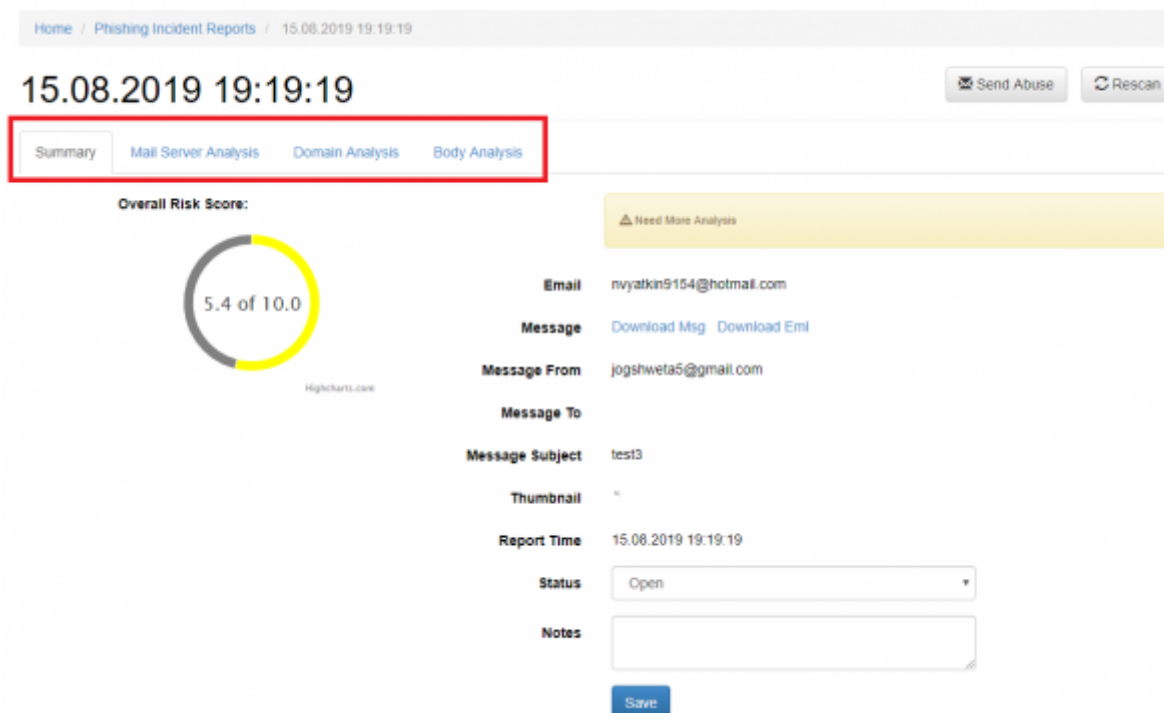 Home / Phishing Incident Reports / 15.08.2019 19:19:19
15.08.2019 19:19:19
Send Abuse
Rescan
Summary
Mail Server Analysis
Domain Analysis
Body Analysis
Overall Risk Score:
5.4 of 10.0
Highcharts.com
Need More Analysis
Email nvyatkin9154@hotmail.com
Message Download Msg Download Eml
Message From jogshweta5@gmail.com
Message To
Message Subject test3
Thumbnail
Report Time 15.08.2019 19:19:19
Status Open
Notes
Save